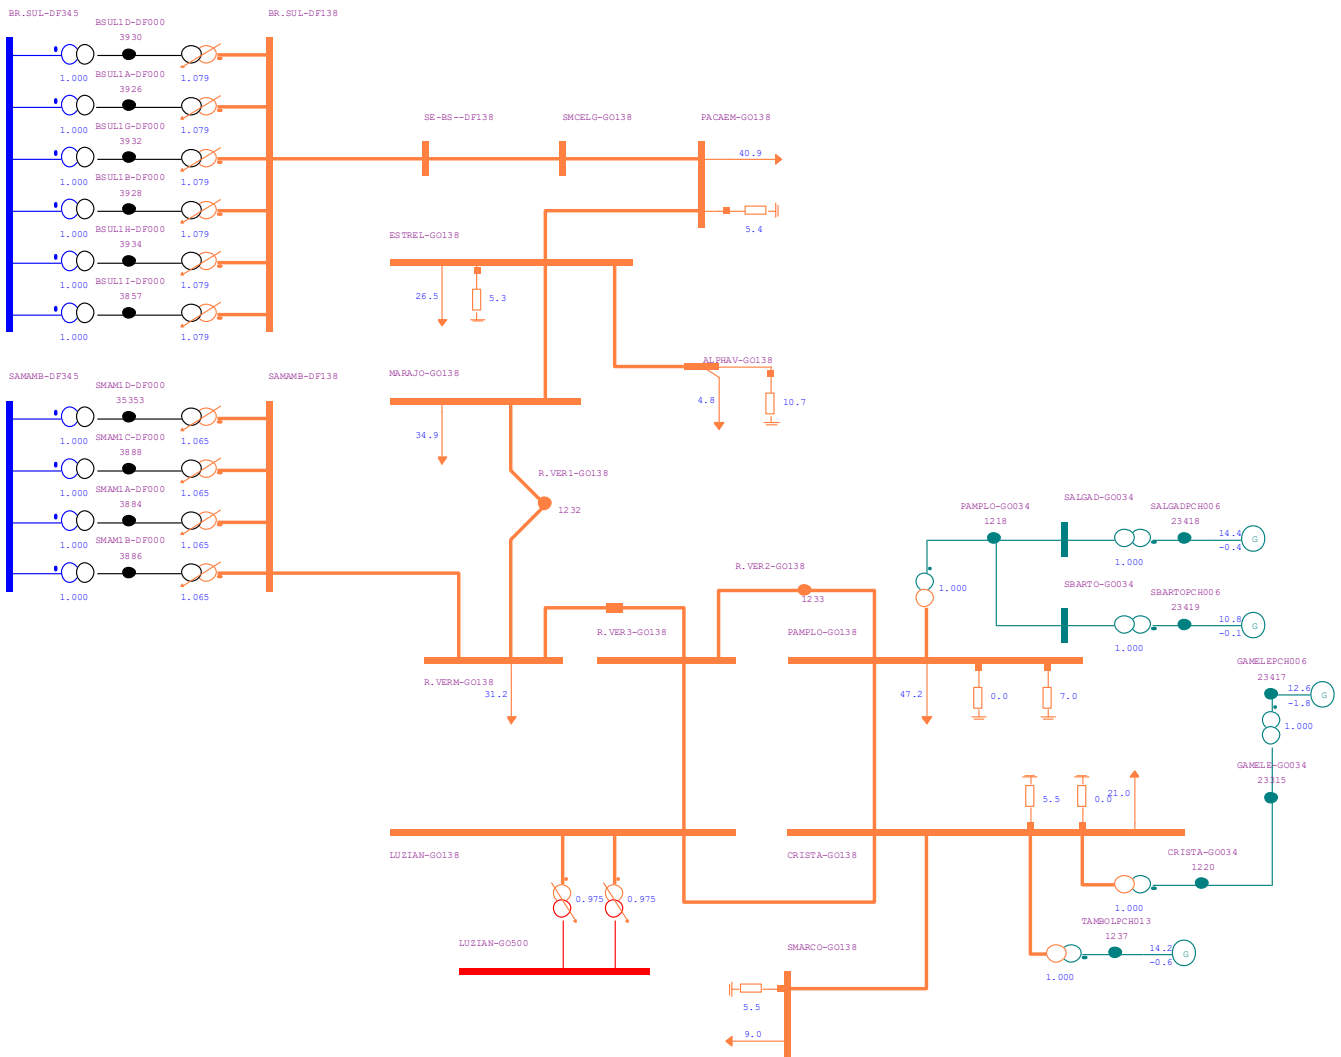 BR.SUL-DF345
BR.SUL-DF138
BSUL1D-DF000
3930
1.000
1.079
BSUL1A-DF000
3926
1.000
1.079
BSUL1G-DF000
3932
1.000
1.079
BSUL1B-DF000
3928
1.000
1.079
BSUL1H-DF000
3934
1.000
1.079
BSUL1I-DF000
3857
1.000
1.079
SE-BS--DF138
SMCELG-GO138
PACAEM-GO138
40.9
5.4
ESTREL-GO138
26.5
5.3
ALPHAV-GO138
4.8
10.7
MARAJO-GO138
34.9
SAMAMB-DF345
SAMAMB-DF138
SMAM1D-DF000
35353
1.000
1.065
SMAM1C-DF000
3888
1.000
1.065
SMAM1A-DF000
3884
1.000
1.065
SMAM1B-DF000
3886
1.000
1.065
R.VER1-GO138
1232
R.VER2-GO138
1233
R.VER3-GO138
R.VERM-GO138
31.2
PAMPLO-GO034
1218
1.000
SALGAD-GO034
SALGADPCH006
23418
14.4
-0.4
G
1.000
SBARTO-GO034
SBARTOPCH006
23419
10.8
-0.1
G
1.000
PAMPLO-GO138
47.2
0.0
7.0
GAMELEPCH006
23417
12.6
-1.8
G
1.000
GAMELE-GO034
23315
5.5
0.0
21.0
LUZIAN-GO138
CRISTA-GO138
CRISTA-GO034
1220
1.000
0.975
0.975
LUZIAN-GO500
TAMBOLPCH013
1237
14.2
-0.6
G
1.000
SMARCO-GO138
5.5
9.0